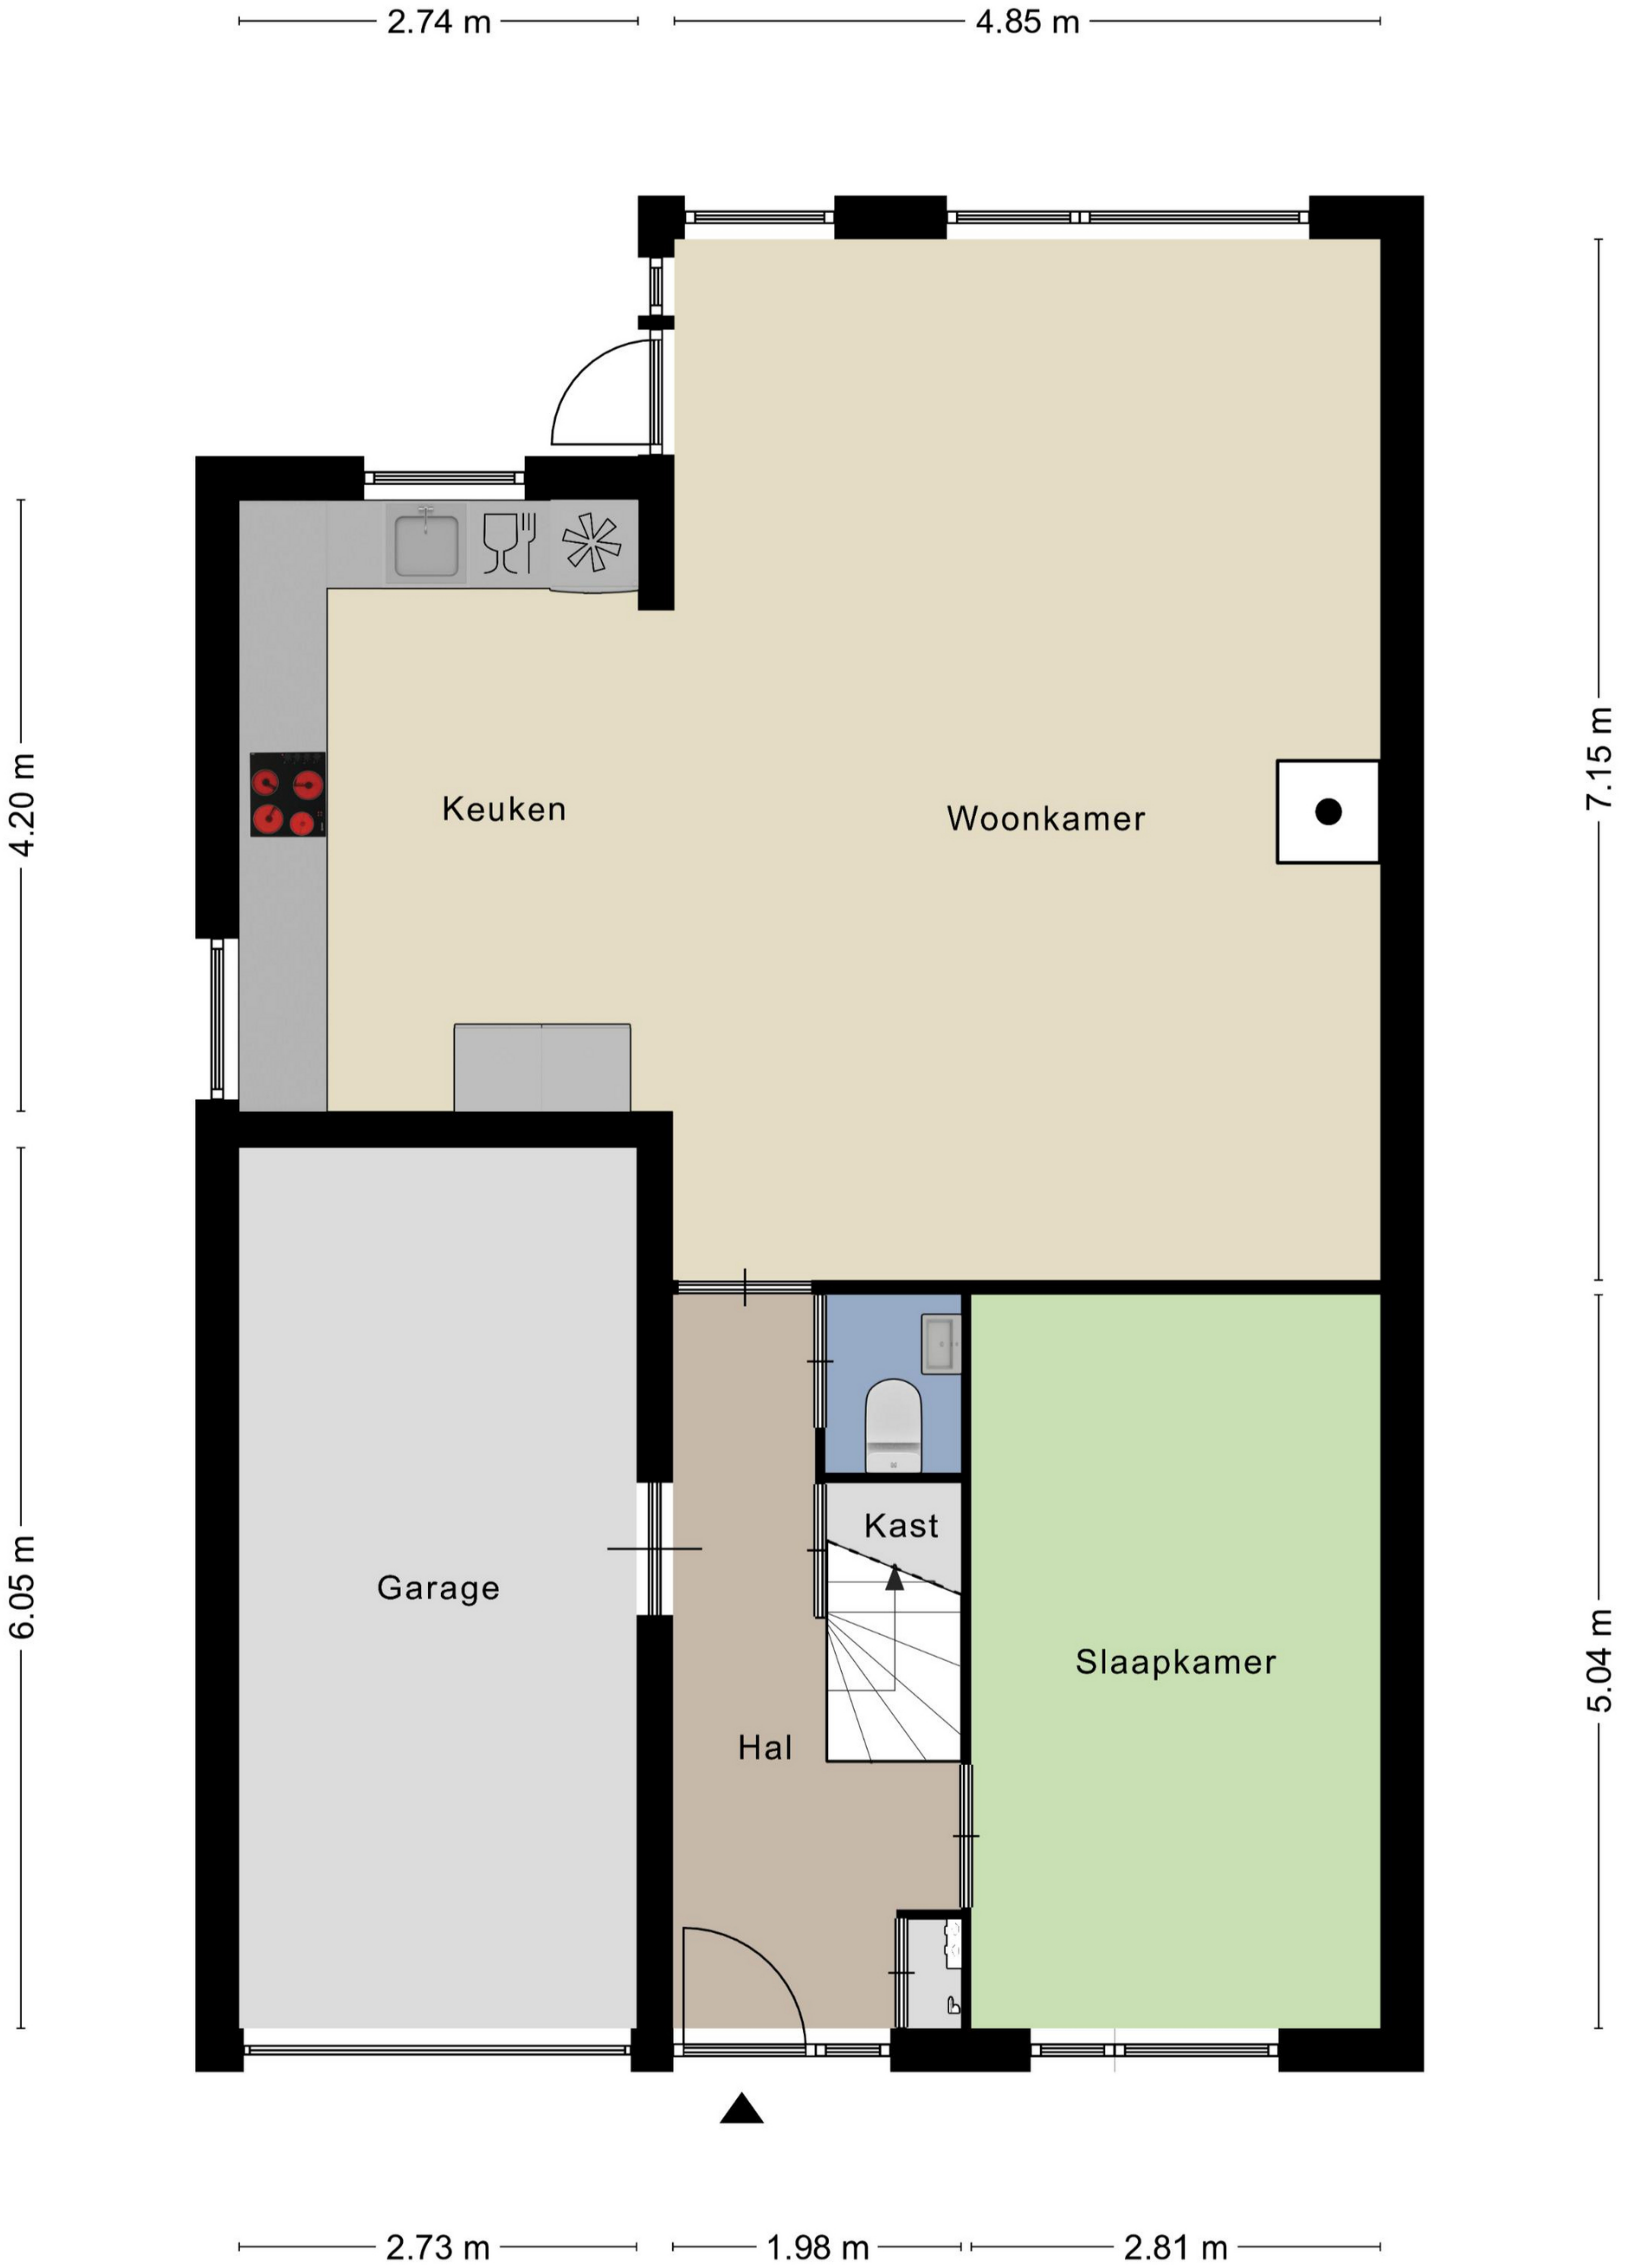 2.74 m
4.85 m
4.20 m
7.15 m
Keuken
Woonkamer
6.05 m
5.04 m
Kast
Garage
Slaapkamer
Hal
2.73 m
1.98 m
2.81 m